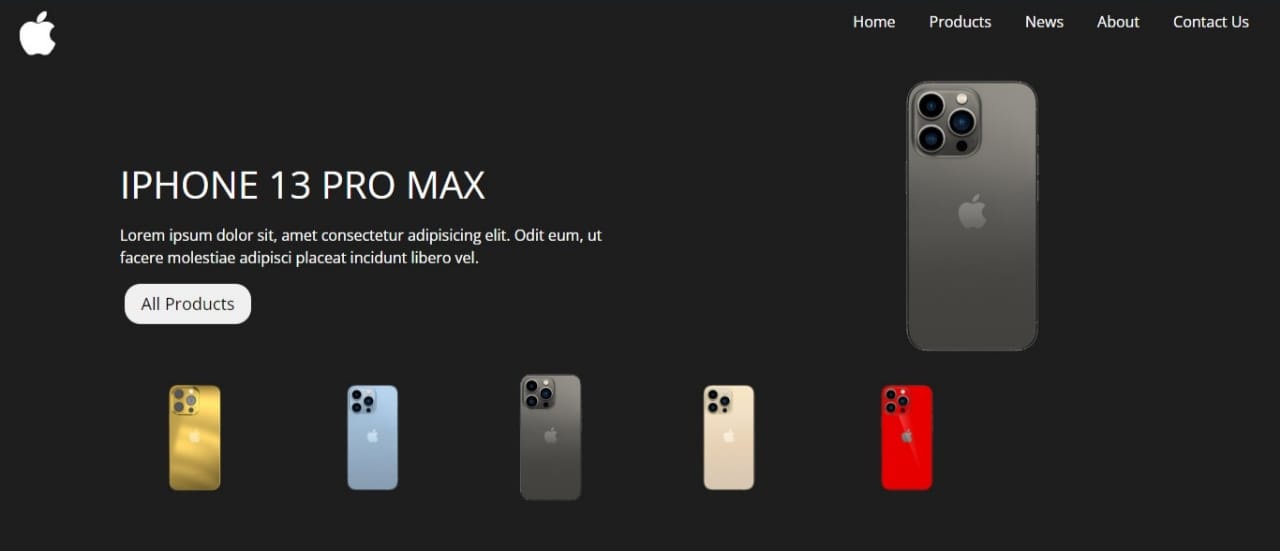 Home Products News About Contact Us
IPHONE 13 PRO MAX
Lorem ipsum dolor sit, amet consectetur adipisicing elit. Odit eum, ut
facere molestiae adipisci placeat incidunt libero vel.
All Products